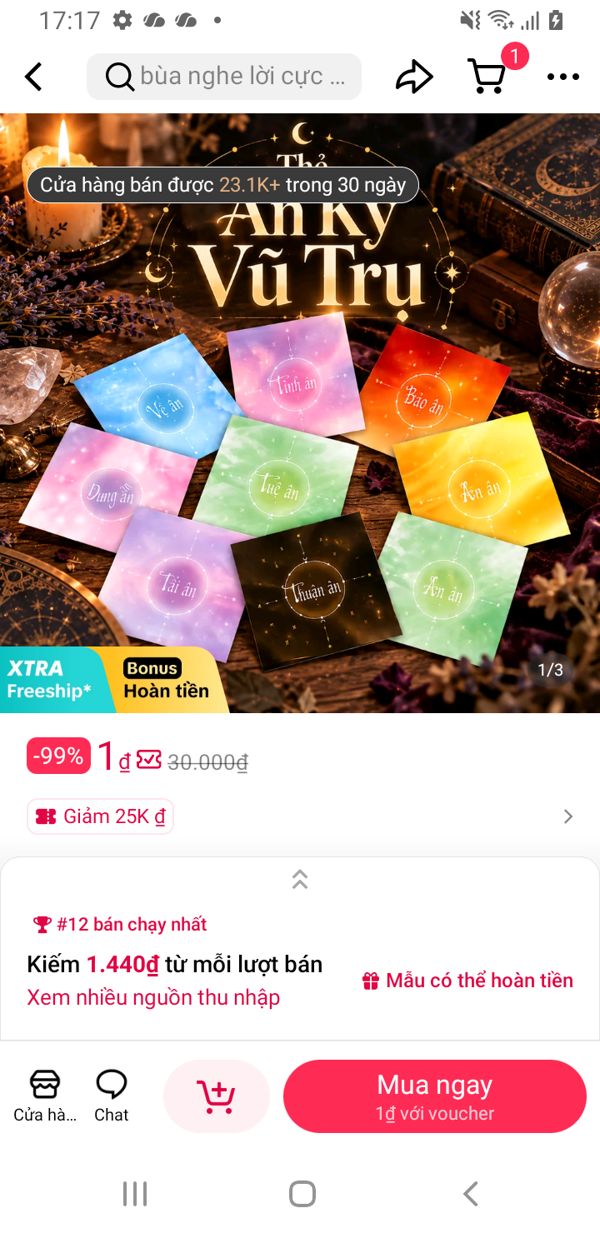 17:17
bùa nghe lời cực ...
1
Thẻ
Cửa hàng bán được 23.1K+ trong 30 ngày
Ấn Ký
Vũ Trụ
Vệ ấn
Tình ấn
Bảo ấn
Dung ấn
Tuệ ấn
An ấn
Tài ấn
Thuận ấn
An ấn
XTRA
Freeship*
Bonus
Hoàn tiền
1/3
-99% 1₫ 30.000₫
Giảm 25K ₫
#12 bán chạy nhất
Kiếm 1.440₫ từ mỗi lượt bán
Xem nhiều nguồn thu nhập
Mẫu có thể hoàn tiền
Cửa hà...
Chat
Mua ngay
1₫ với voucher